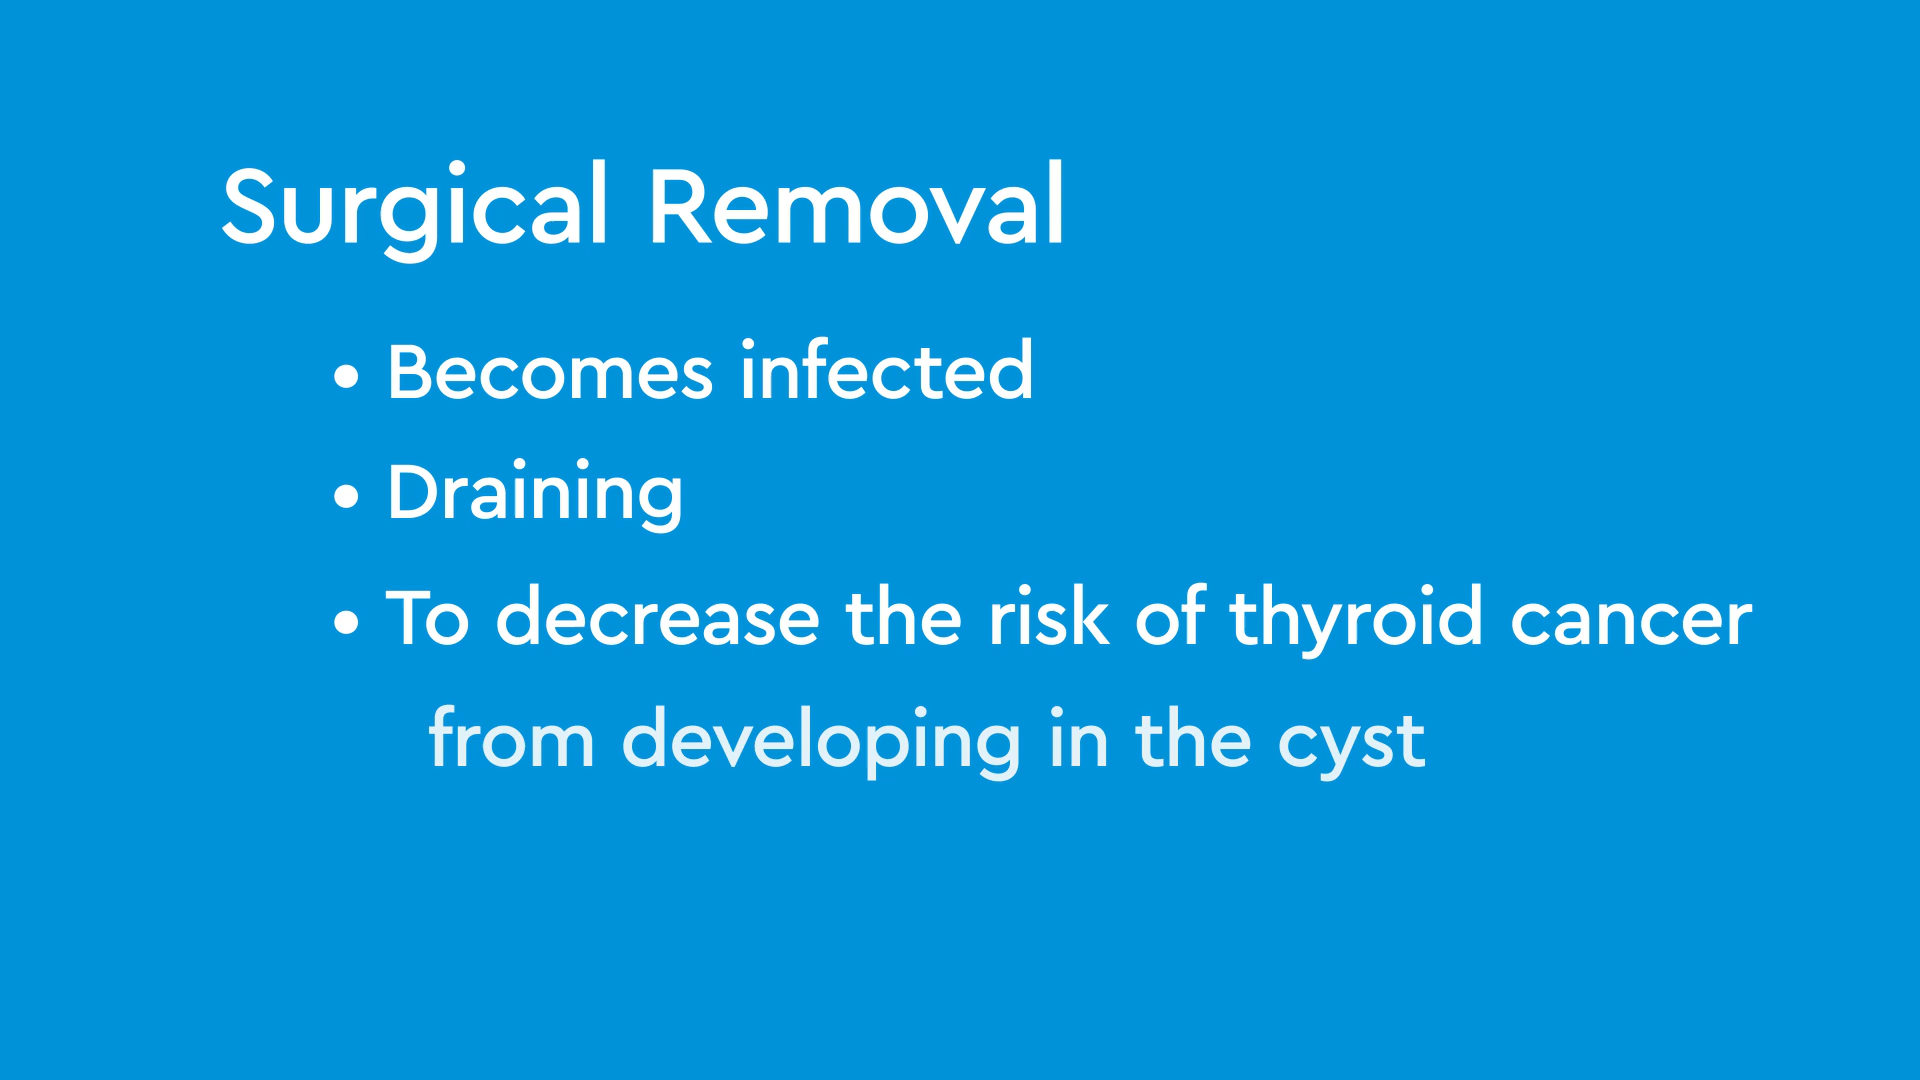 Surgical Removal
• Becomes infected
• Draining
• To decrease the risk of thyroid cancer
from developing in the cyst